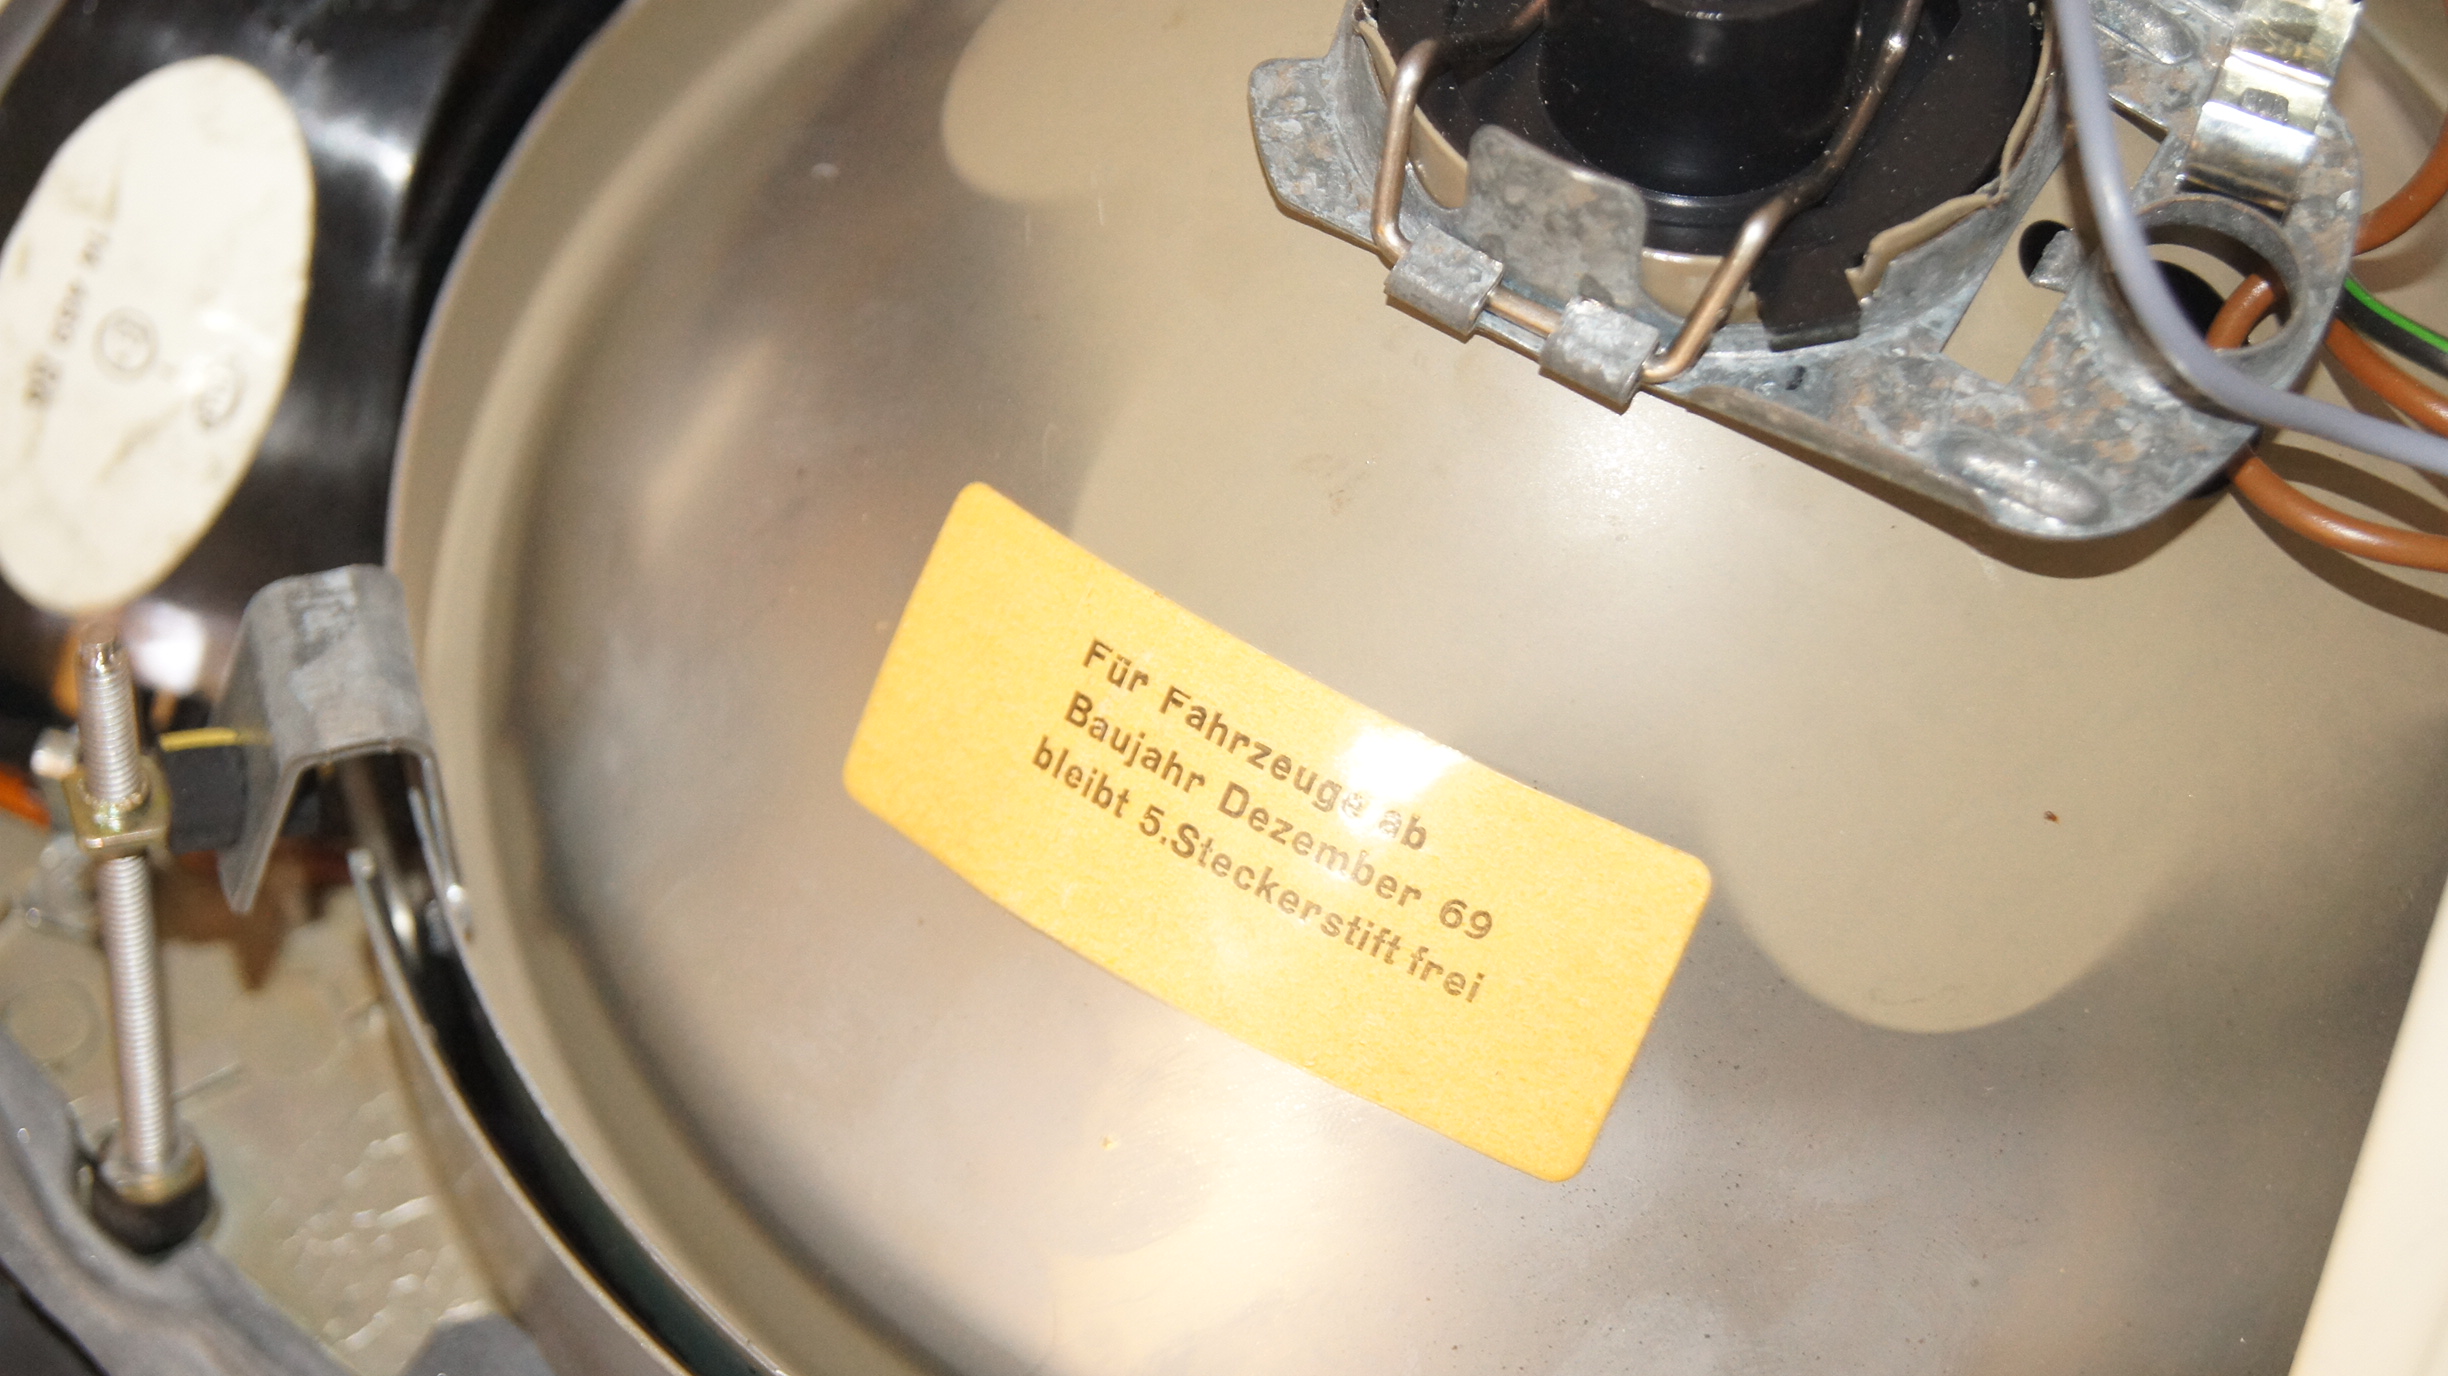 Für Fahrzeuge ab
Baujahr Dezember 69
bleibt 5.Steckerstift frei